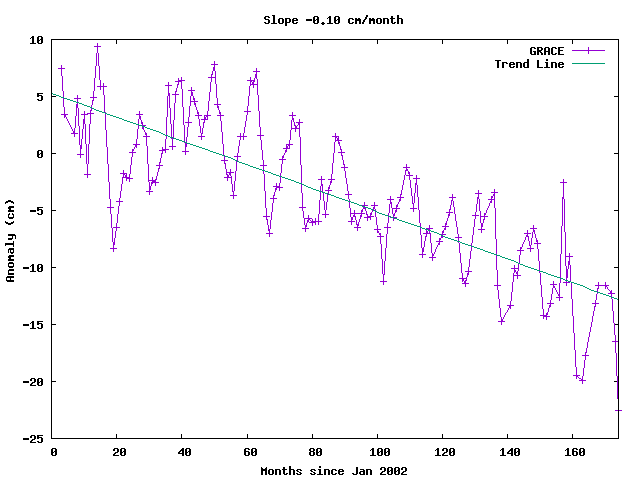 Slope -0.10 cm/month
GRACE
Trend Line
10
5
0
-5
-10
-15
-20
-25
Anomaly (cm)
0 20 40 60 80 100 120 140 160
Months since Jan 2002